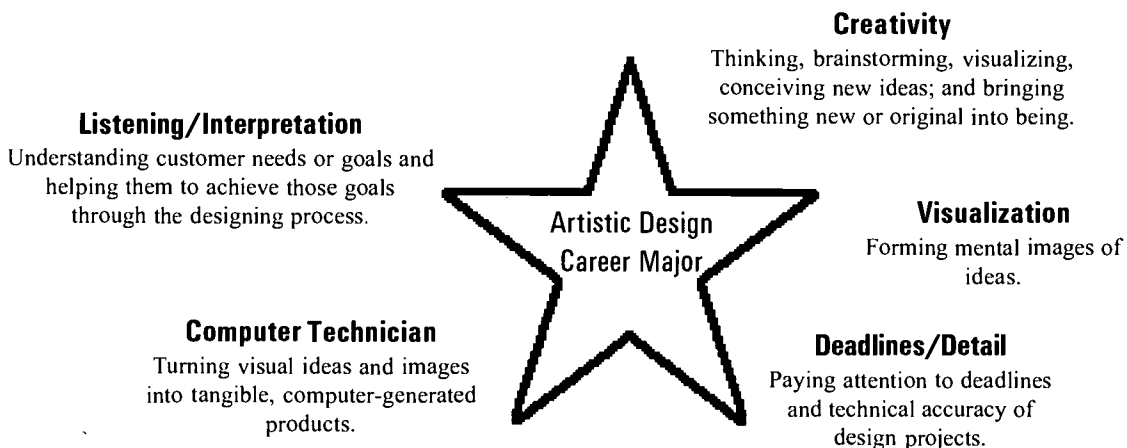 Creativity
Thinking, brainstorming, visualizing,
conceiving new ideas; and bringing
something new or original into being.
Listening/Interpretation
Understanding customer needs or goals and
helping them to achieve those goals
through the designing process.
Artistic Design
Career Major
Visualization
Forming mental images of
ideas.
Computer Technician
Turning visual ideas and images
into tangible, computer-generated
products.
Deadlines/Detail
Paying attention to deadlines
and technical accuracy of
design projects.